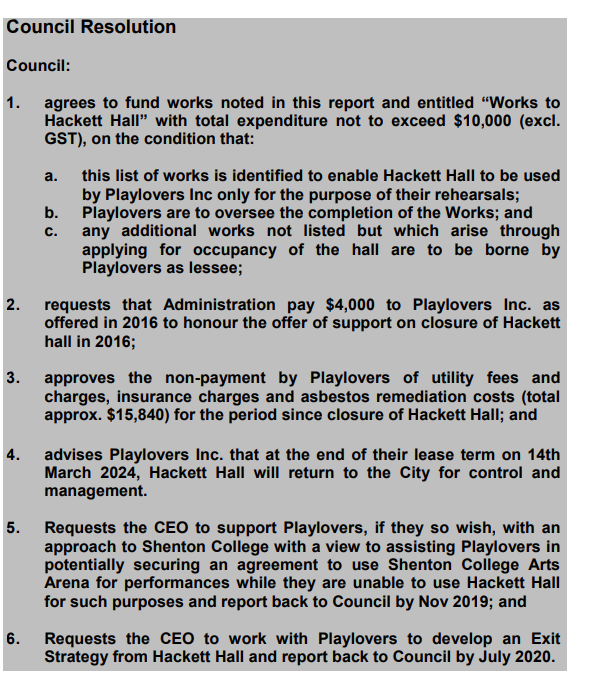 Council Resolution
Council:
1. agrees to fund works noted in this report and entitled “Works to
Hackett Hall” with total expenditure not to exceed $10,000 (excl.
GST), on the condition that:
a. this list of works is identified to enable Hackett Hall to be used
by Playlovers Inc only for the purpose of their rehearsals;
b. Playlovers are to oversee the completion of the Works; and
c. any additional works not listed but which arise through
applying for occupancy of the hall are to be borne by
Playlovers as lessee;
2. requests that Administration pay $4,000 to Playlovers Inc. as
offered in 2016 to honour the offer of support on closure of Hackett
hall in 2016;
3. approves the non-payment by Playlovers of utility fees and
charges, insurance charges and asbestos remediation costs (total
approx. $15,840) for the period since closure of Hackett Hall; and
4. advises Playlovers Inc. that at the end of their lease term on 14th
March 2024, Hackett Hall will return to the City for control and
management.
5. Requests the CEO to support Playlovers, if they so wish, with an
approach to Shenton College with a view to assisting Playlovers in
potentially securing an agreement to use Shenton College Arts
Arena for performances while they are unable to use Hackett Hall
for such purposes and report back to Council by Nov 2019; and
6. Requests the CEO to work with Playlovers to develop an Exit
Strategy from Hackett Hall and report back to Council by July 2020.